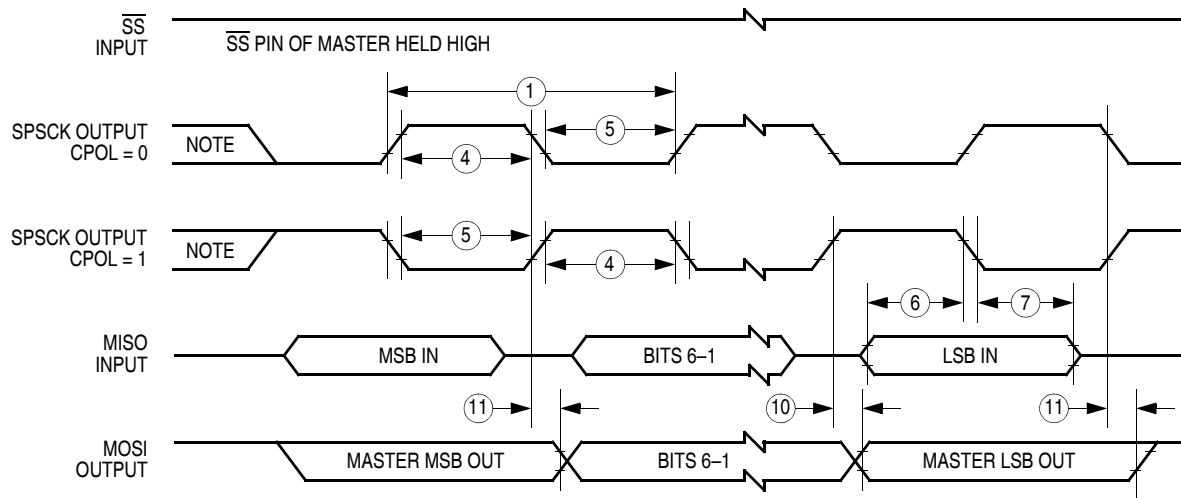 SS
INPUT
SS PIN OF MASTER HELD HIGH
1
SPSCK OUTPUT
CPOL = 0
NOTE
5
4
SPSCK OUTPUT
CPOL = 1
NOTE
5
4
6
7
MISO
INPUT
MSB IN
BITS 6–1
LSB IN
11
10
11
MOSI
OUTPUT
MASTER MSB OUT
BITS 6–1
MASTER LSB OUT